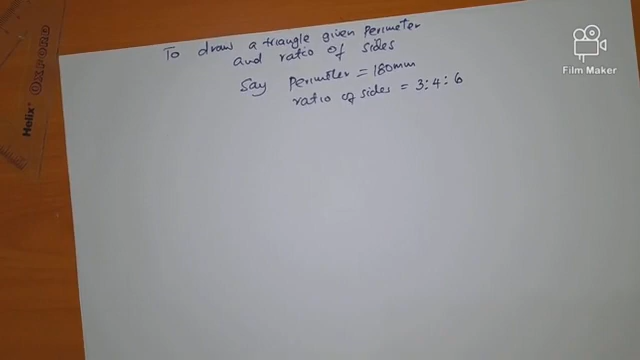 To draw a triangle given Perimeter
and ratio of sides
Say Perimeter = 180mm
ratio of sides = 3:4:6
Helix OXFORD
Film Maker